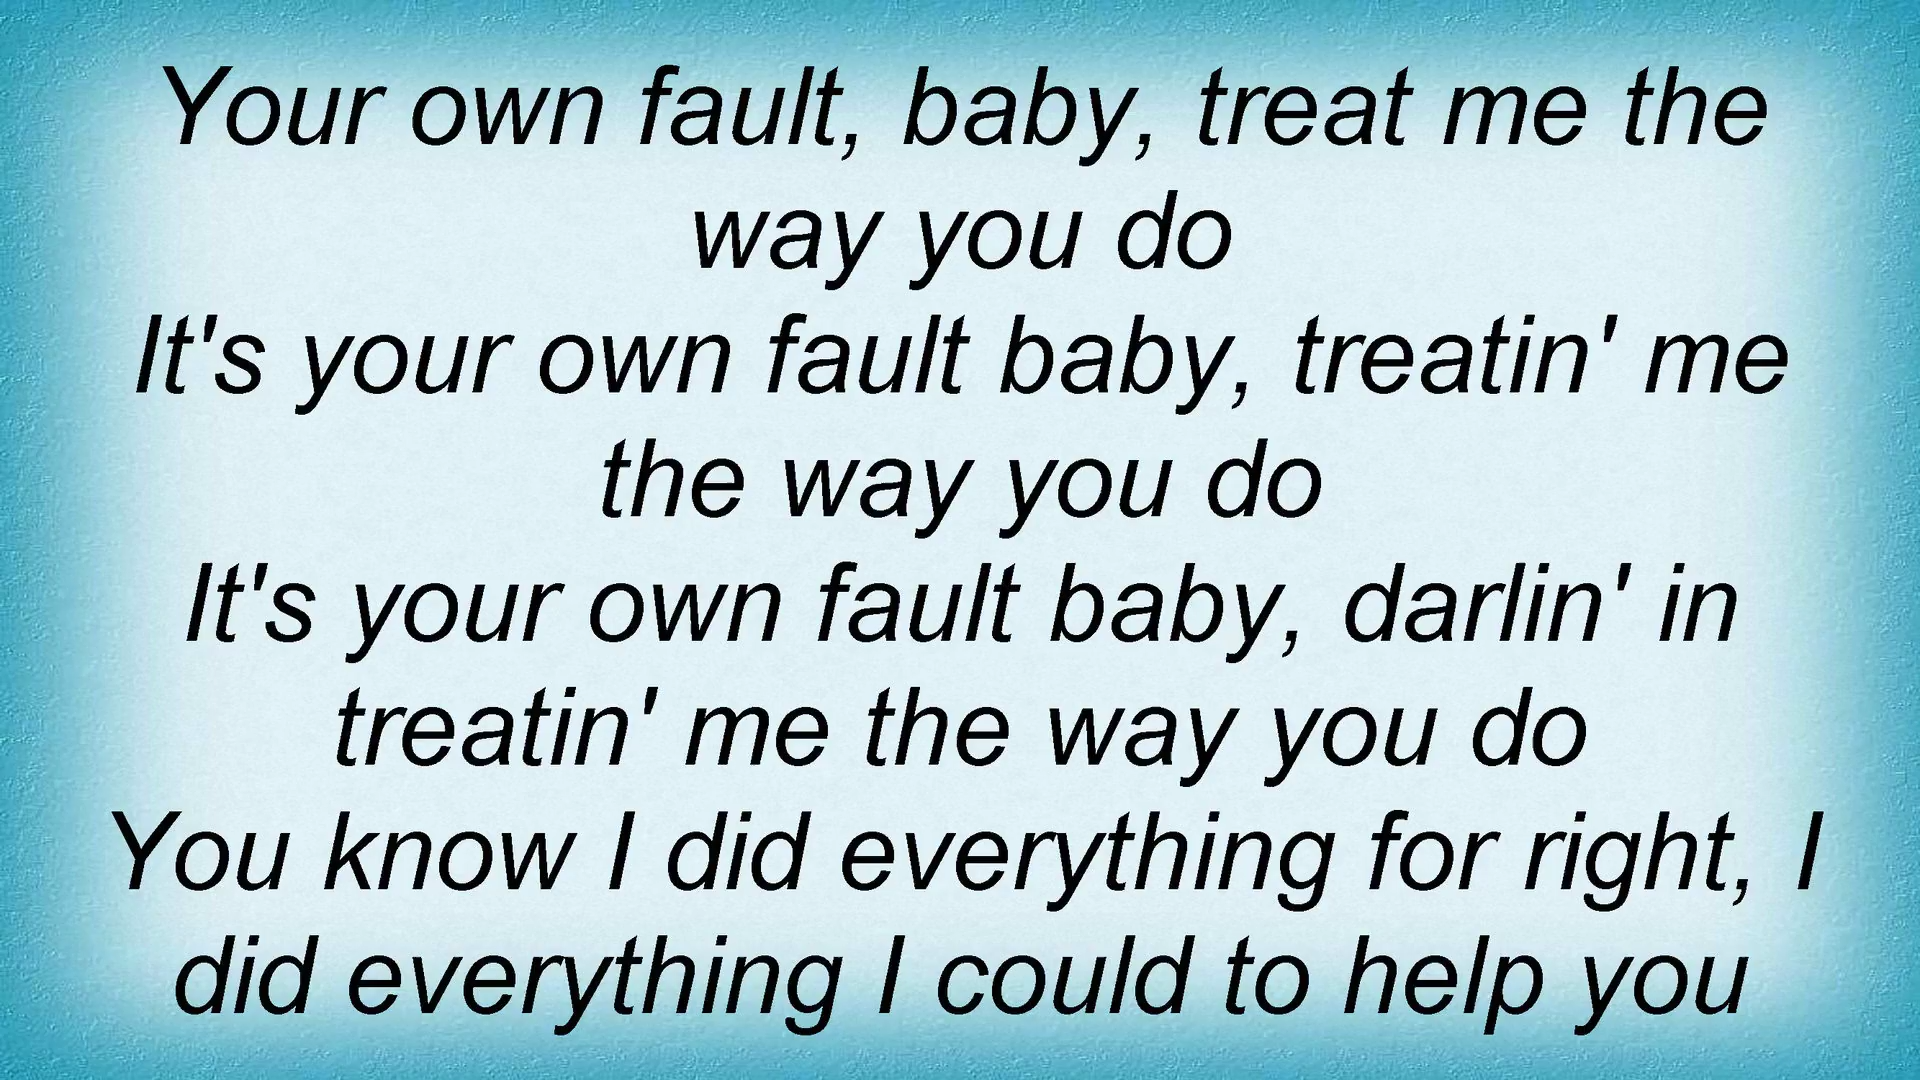 Your own fault, baby, treat me the
way you do
It's your own fault baby, treatin' me
the way you do
It's your own fault baby, darlin' in
treatin' me the way you do
You know I did everything for right, I
did everything I could to help you